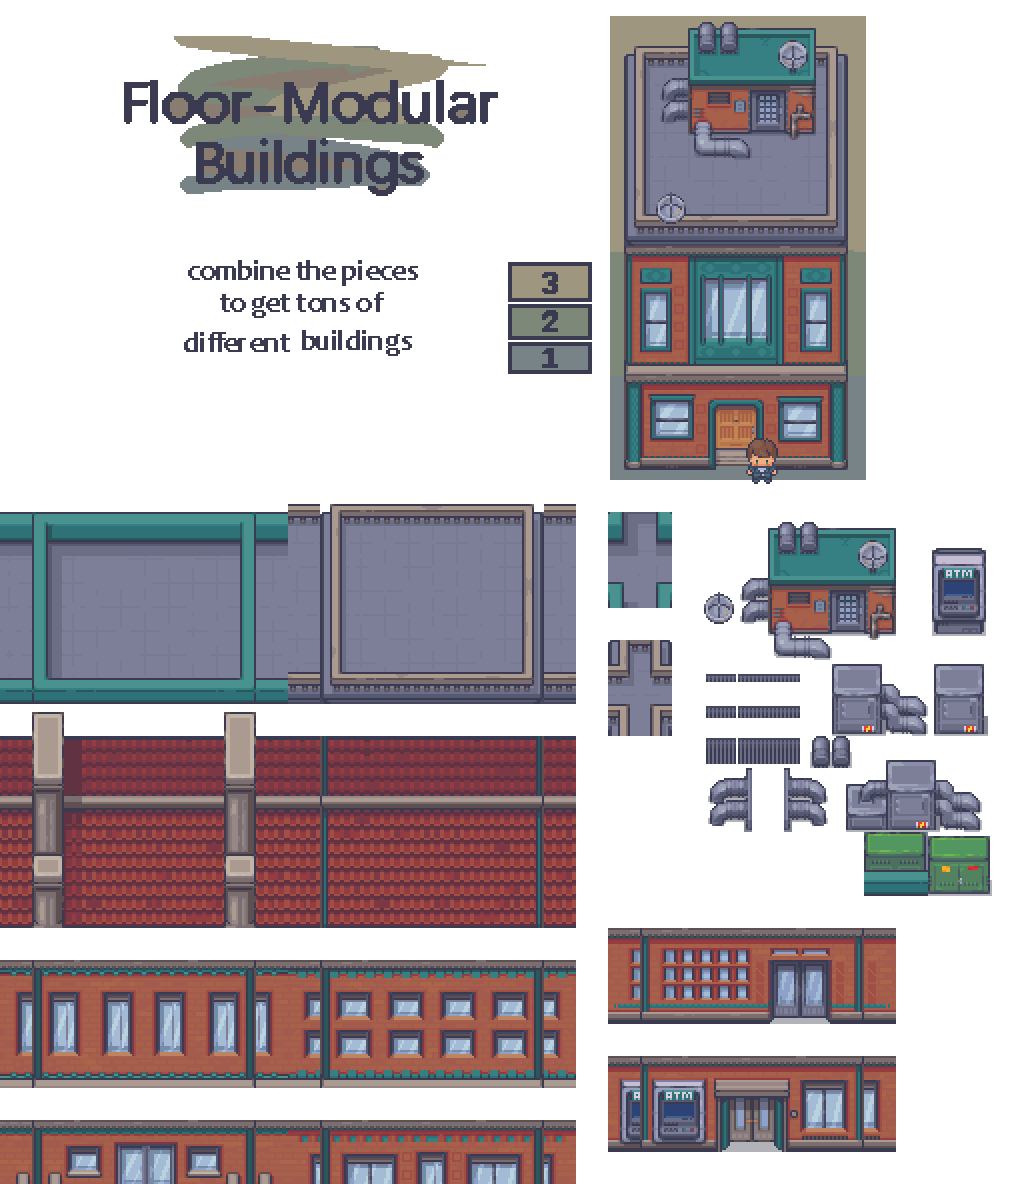 Floor-Modular
Buildings
combine the pieces
to get tons of
different buildings
3
2
1
ATM
A
ATM